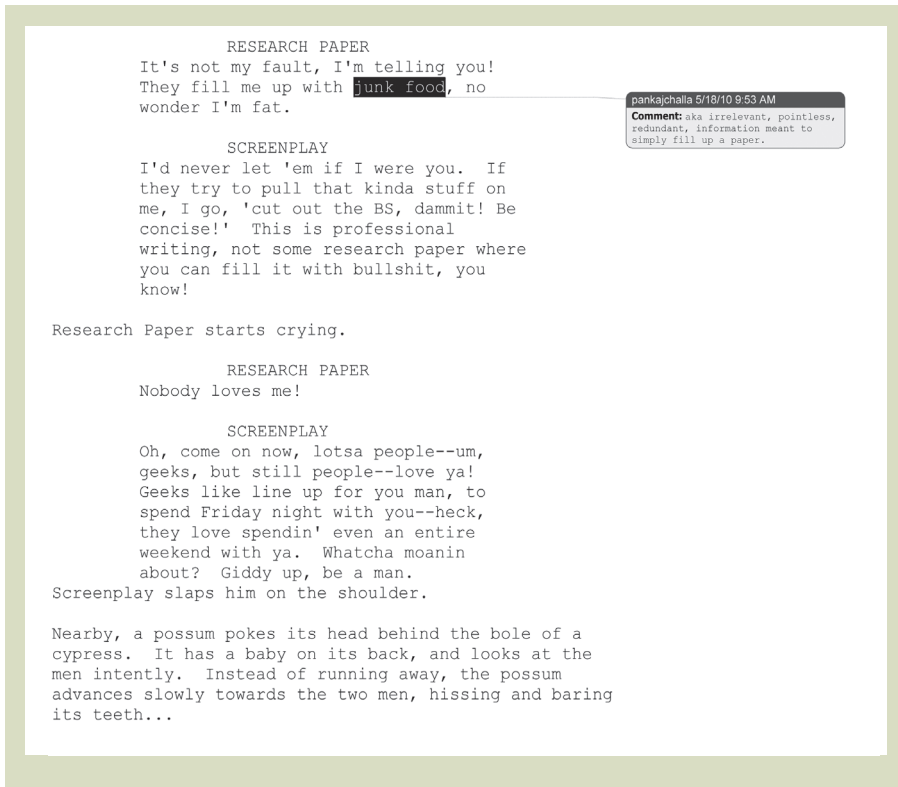 RESEARCH PAPER
It's not my fault, I'm telling you!
They fill me up with junk food, no
wonder I'm fat.
pankajchalla 5/18/10 9:53 AM
Comment: aka irrelevant, pointless,
redundant, information meant to
simply fill up a paper.
SCREENPLAY
I'd never let 'em if I were you.  If
they try to pull that kinda stuff on
me, I go, 'cut out the BS, dammit! Be
concise!'  This is professional
writing, not some research paper where
you can fill it with bullshit, you
know!
Research Paper starts crying.
RESEARCH PAPER
Nobody loves me!
SCREENPLAY
Oh, come on now, lotsa people--um,
geeks, but still people--love ya!
Geeks like line up for you man, to
spend Friday night with you--heck,
they love spendin' even an entire
weekend with ya.  Whatcha moanin
about?  Giddy up, be a man.
Screenplay slaps him on the shoulder.
Nearby, a possum pokes its head behind the bole of a
cypress.  It has a baby on its back, and looks at the
men intently.  Instead of running away, the possum
advances slowly towards the two men, hissing and baring
its teeth...